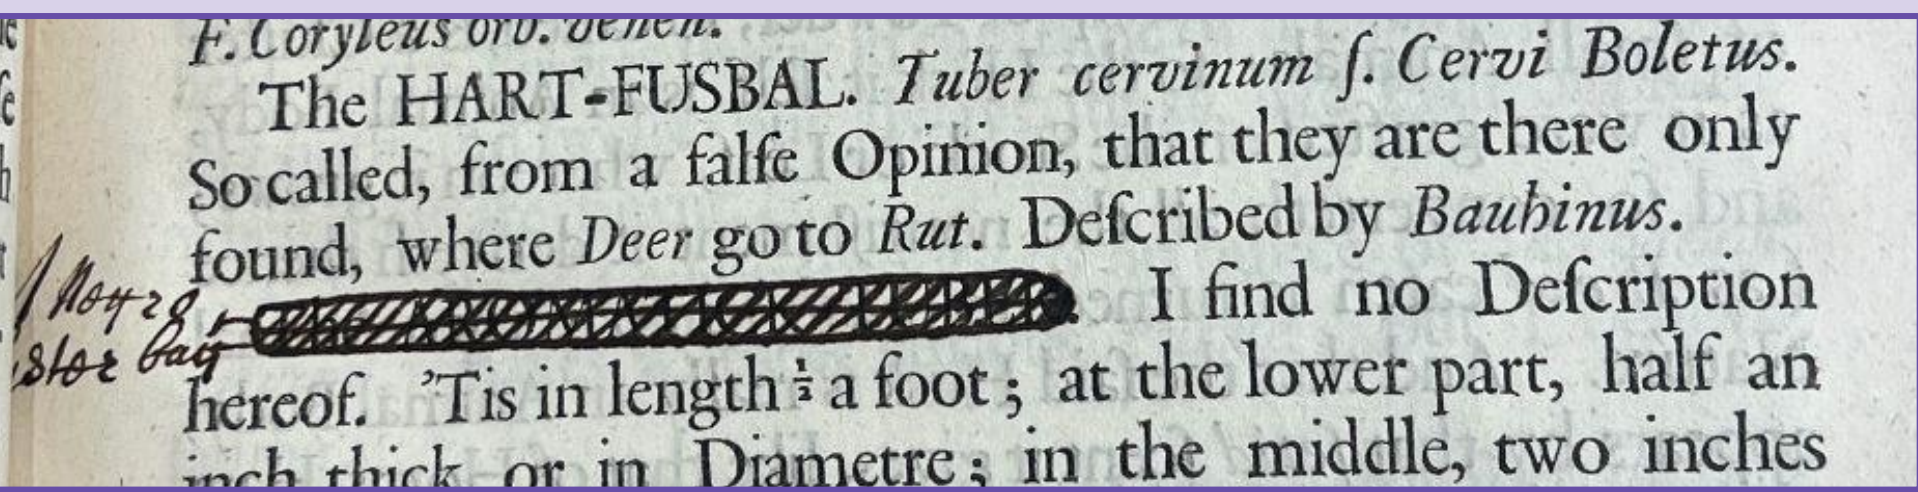 F. Coryleus orb. venen.
The HART-FUSBAL. Tuber cervinum ſ. Cervi Boletus.
So called, from a falſe Opinion, that they are there only
found, where Deer go to Rut. Deſcribed by Bauhinus.
I find no Deſcription
hereof. ’Tis in length ½ a foot; at the lower part, half an
inch thick or in Diametre; in the middle, two inches